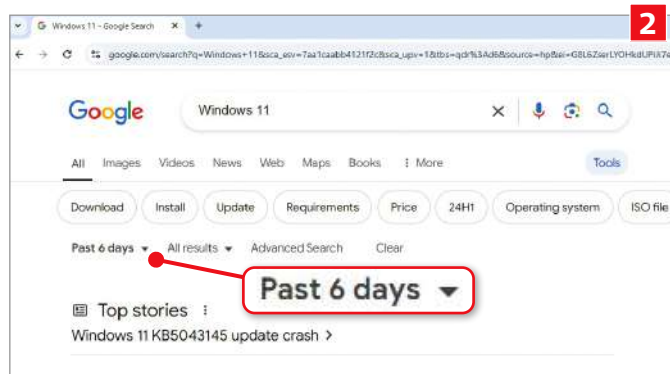 2
Windows 11 - Google Search
google.com/search?q=Windows+11&sca_esv=7aa1caabb4121f2c&sca_upv=1&tbs=qdr%3Ad6&source=hp&ei=
Google
Windows 11
All Images Videos News Web Maps Books More Tools
Download Install Update Requirements Price 24H1 Operating system ISO file
Past 6 days All results Advanced Search Clear
Past 6 days
Top stories
Windows 11 KB5043145 update crash >